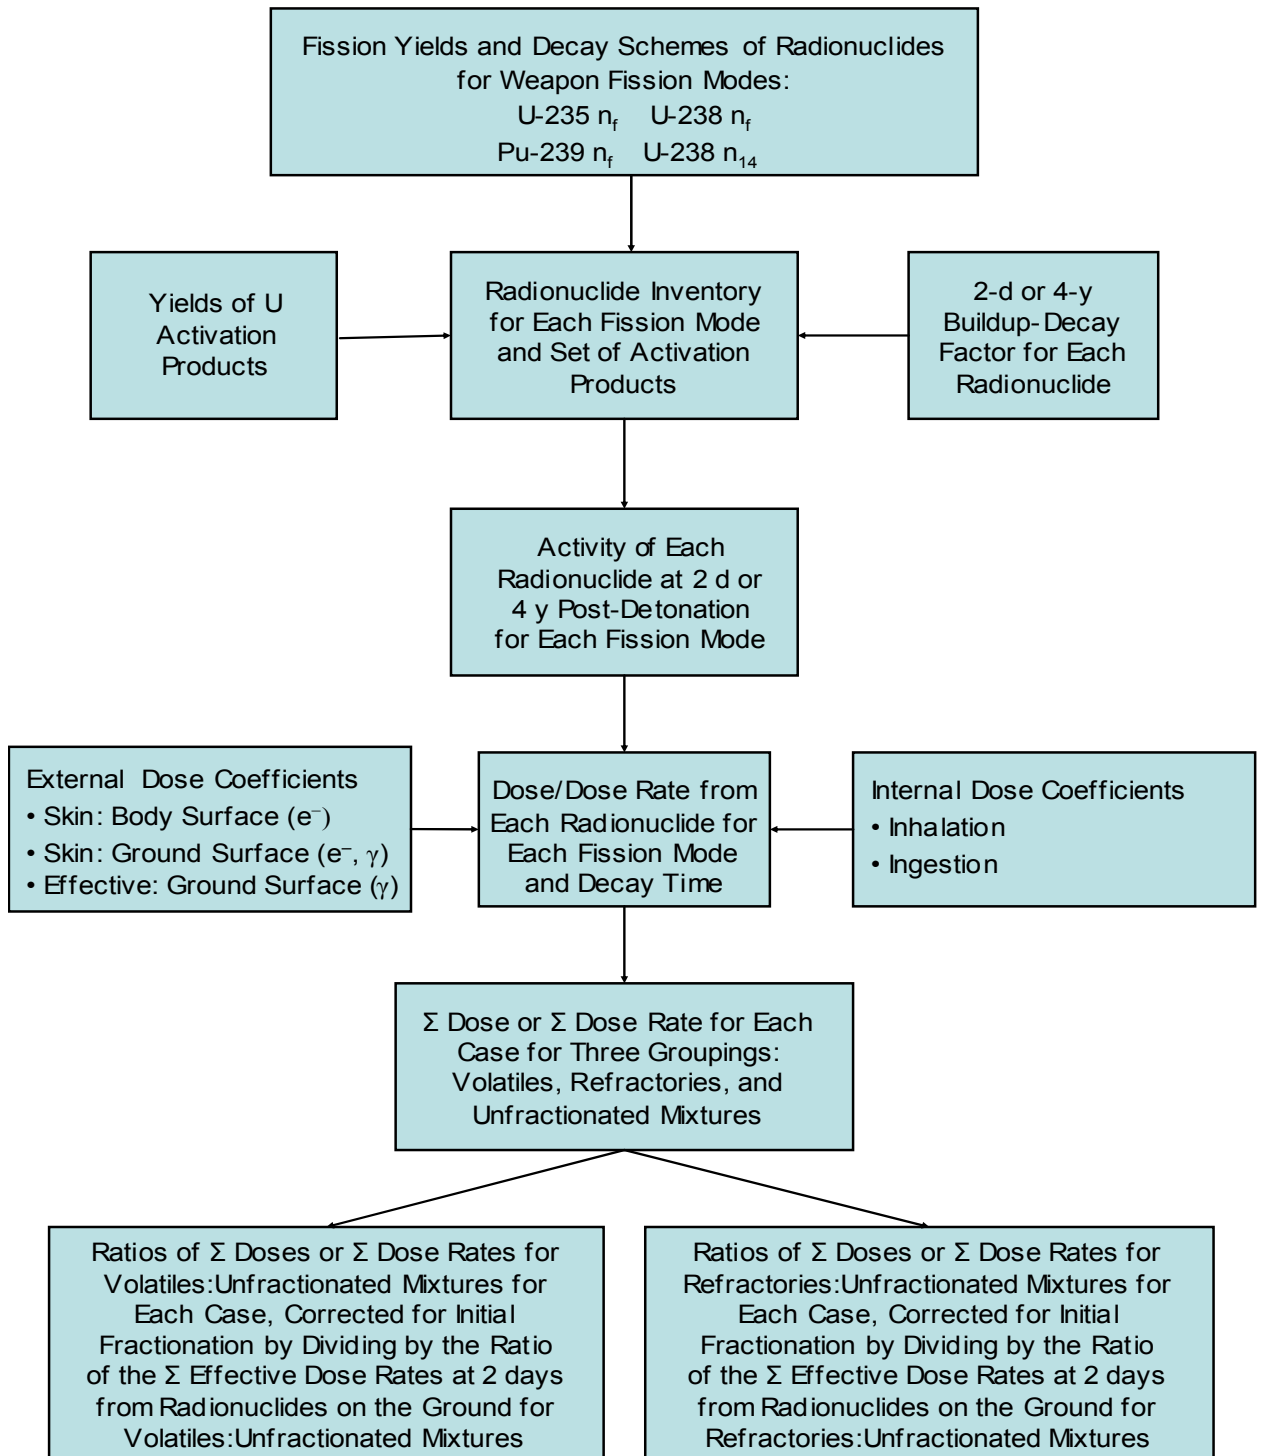 Fission Yields and Decay Schemes of Radionuclides
for Weapon Fission Modes:
U-235 n_f U-238 n_f
Pu-239 n_f U-238 n_14
Yields of U
Activation
Products
Radionuclide Inventory
for Each Fission Mode
and Set of Activation
Products
2-d or 4-y
Buildup-Decay
Factor for Each
Radionuclide
Activity of Each
Radionuclide at 2 d or
4 y Post-Detonation
for Each Fission Mode
External Dose Coefficients
• Skin: Body Surface (e⁻)
• Skin: Ground Surface (e⁻, γ)
• Effective: Ground Surface (γ)
Dose/Dose Rate from
Each Radionuclide for
Each Fission Mode
and Decay Time
Internal Dose Coefficients
• Inhalation
• Ingestion
Σ Dose or Σ Dose Rate for Each
Case for Three Groupings:
Volatiles, Refractories, and
Unfractionated Mixtures
Ratios of Σ Doses or Σ Dose Rates for
Volatiles:Unfractionated Mixtures for
Each Case, Corrected for Initial
Fractionation by Dividing by the Ratio
of the Σ Effective Dose Rates at 2 days
from Radionuclides on the Ground for
Volatiles:Unfractionated Mixtures
Ratios of Σ Doses or Σ Dose Rates for
Refractories:Unfractionated Mixtures for
Each Case, Corrected for Initial
Fractionation by Dividing by the Ratio
of the Σ Effective Dose Rates at 2 days
from Radionuclides on the Ground for
Refractories:Unfractionated Mixtures